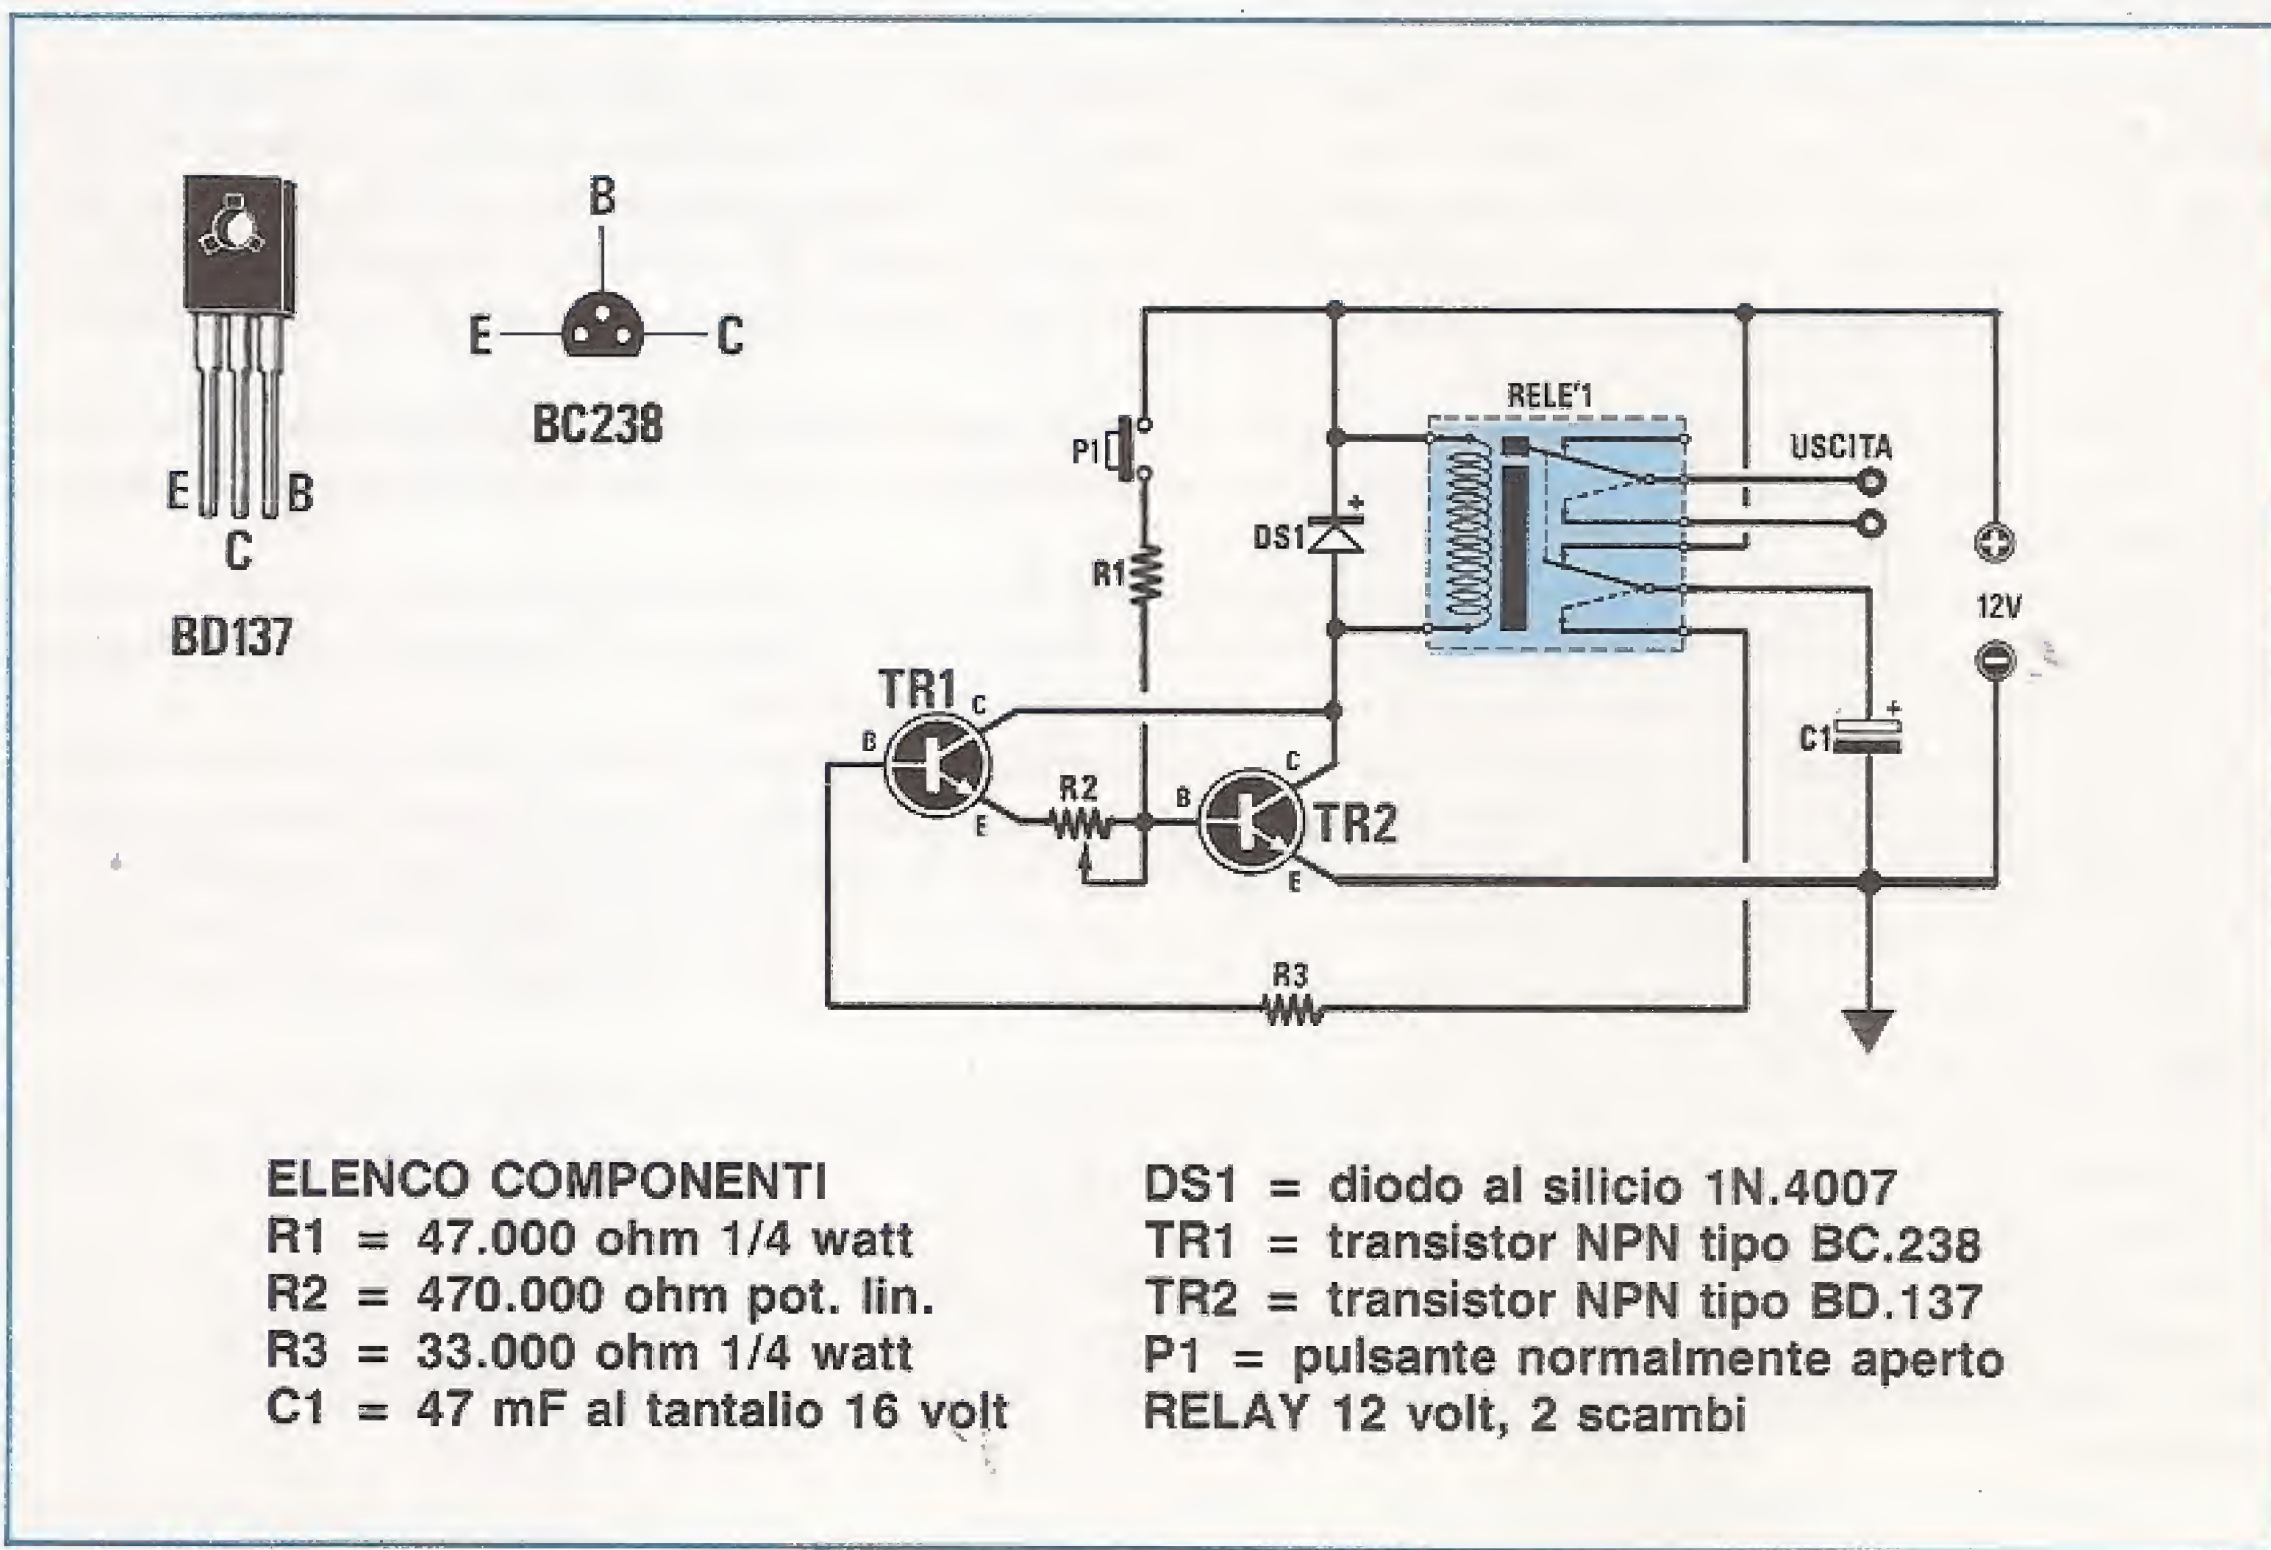 B
E
C
BC238
E
B
C
BD137
RELE'1
P1
USCITA
+
DS1
R1
12V
TR1
C
B
E
R2
B
C
TR2
E
+
C1
R3
ELENCO COMPONENTI
R1 = 47.000 ohm 1/4 watt
R2 = 470.000 ohm pot. lin.
R3 = 33.000 ohm 1/4 watt
C1 = 47 mF al tantalio 16 volt
DS1 = diodo al silicio 1N.4007
TR1 = transistor NPN tipo BC.238
TR2 = transistor NPN tipo BD.137
P1 = pulsante normalmente aperto
RELAY 12 volt, 2 scambi